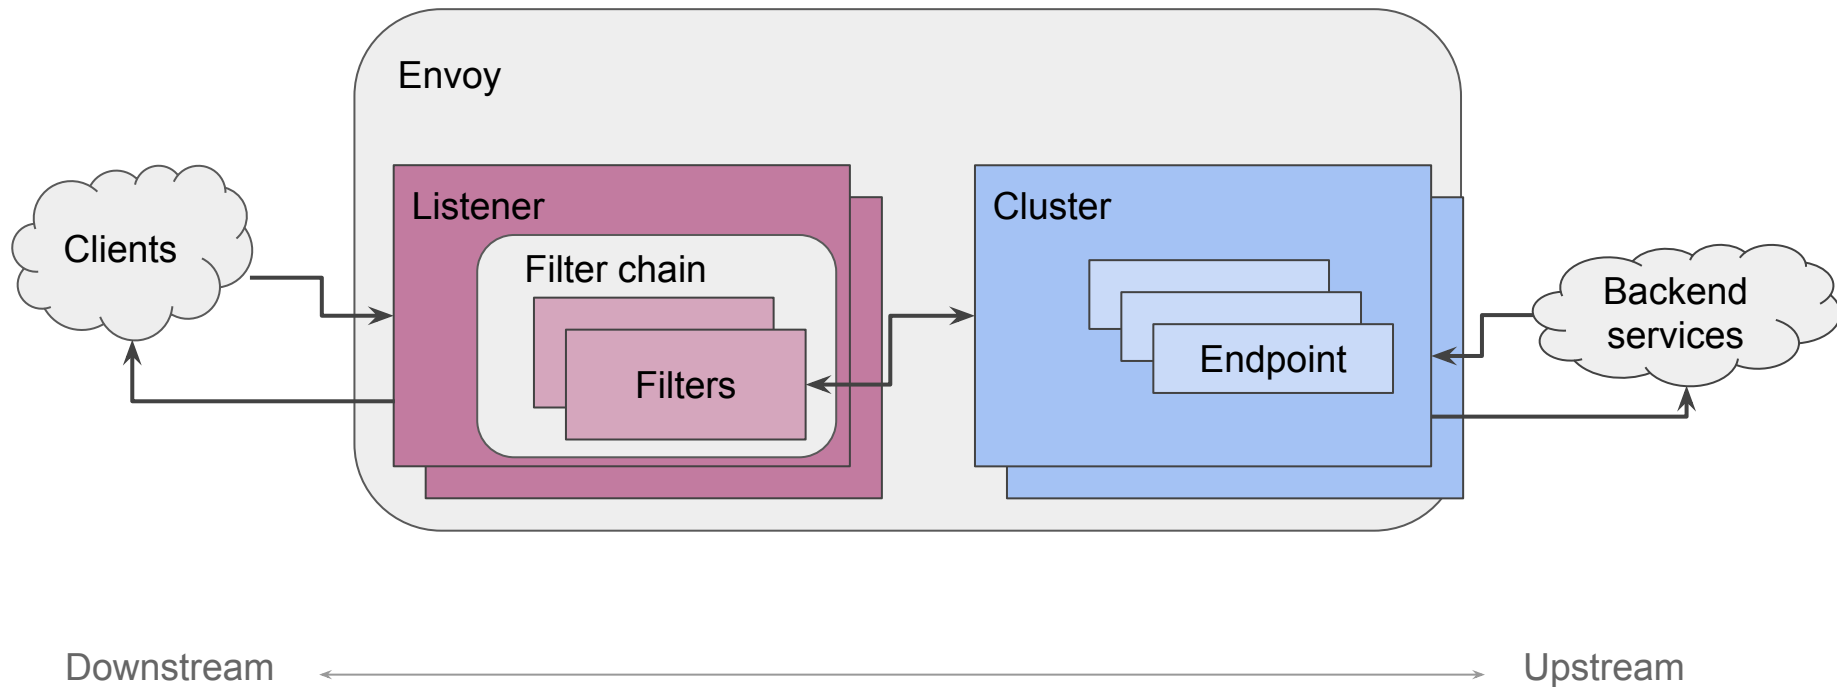 Envoy
Clients
Listener
Filter chain
Filters
Cluster
Endpoint
Backend
services
Downstream
Upstream